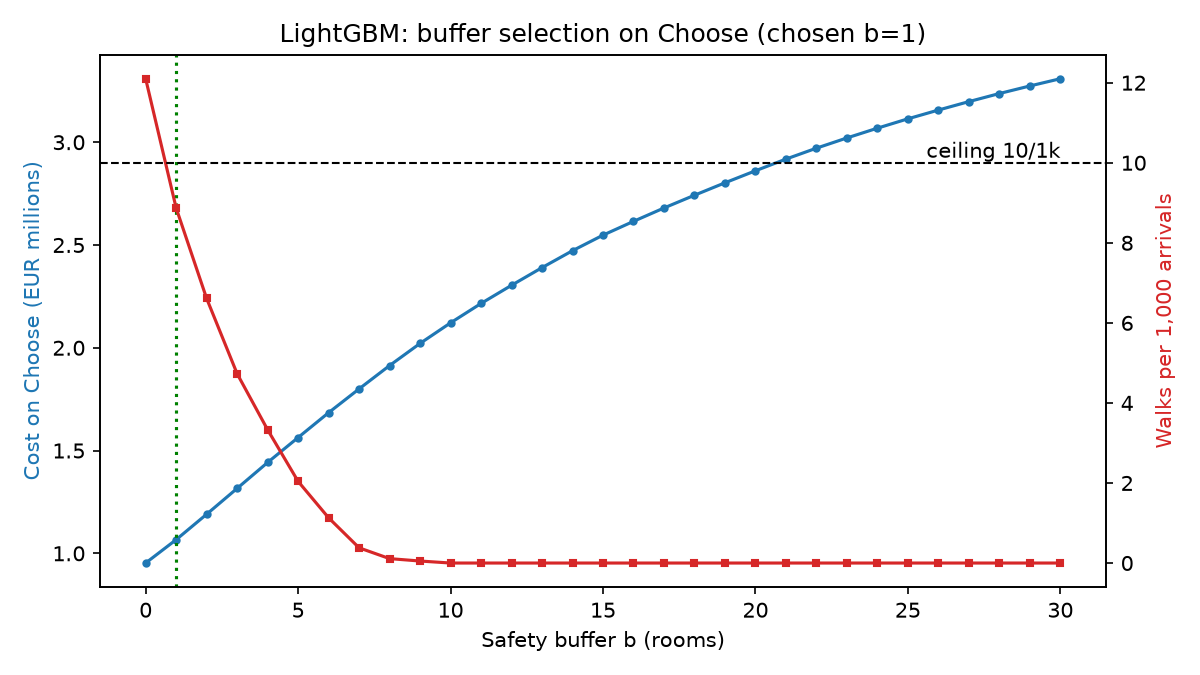 LightGBM: buffer selection on Choose (chosen b=1)
Cost on Choose (EUR millions)
3.0
2.5
2.0
1.5
1.0
ceiling 10/1k
12
10
8
6
4
2
0
Walks per 1,000 arrivals
0 5 10 15 20 25 30
Safety buffer b (rooms)